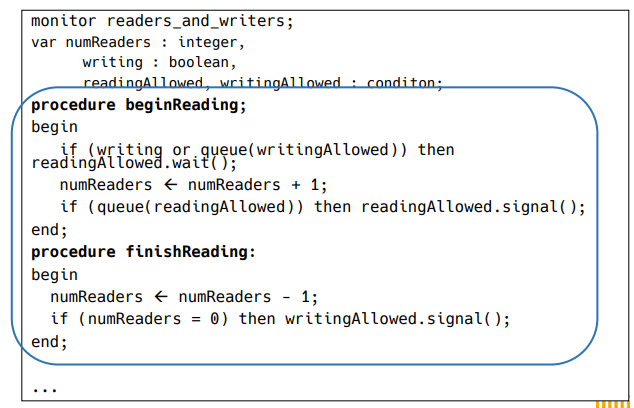 monitor readers_and_writers;
var numReaders : integer,
writing : boolean,
readingAllowed, writingAllowed : conditon;
procedure beginReading;
begin
if (writing or queue(writingAllowed)) then
readingAllowed.wait();
numReaders ← numReaders + 1;
if (queue(readingAllowed)) then readingAllowed.signal();
end;
procedure finishReading:
begin
numReaders ← numReaders - 1;
if (numReaders = 0) then writingAllowed.signal();
end;
...